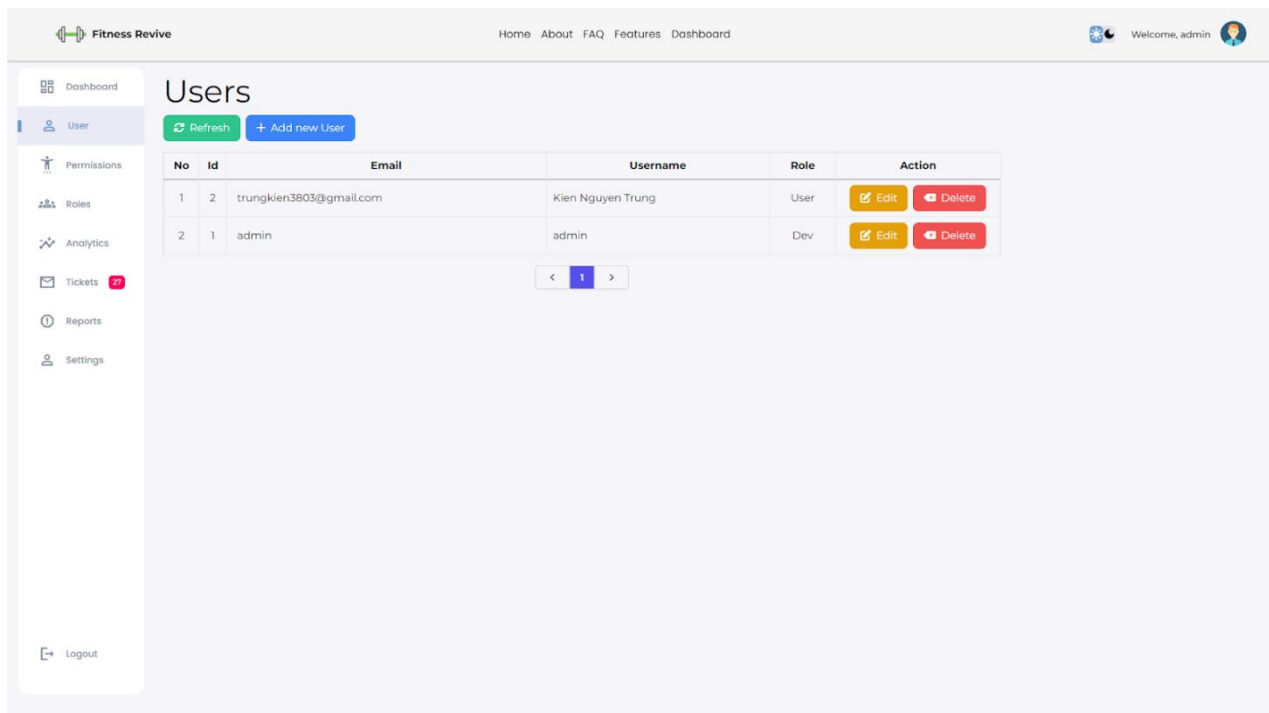 Fitness Revive
Home About FAQ Features Dashboard
Welcome, admin
Dashboard
User
Permissions
Roles
Analytics
Tickets 27
Reports
Settings
Logout
Users
Refresh + Add new User
No Id Email Username Role Action
1 2 trungkien3803@gmail.com Kien Nguyen Trung User Edit Delete
2 1 admin admin Dev Edit Delete
< 1 >